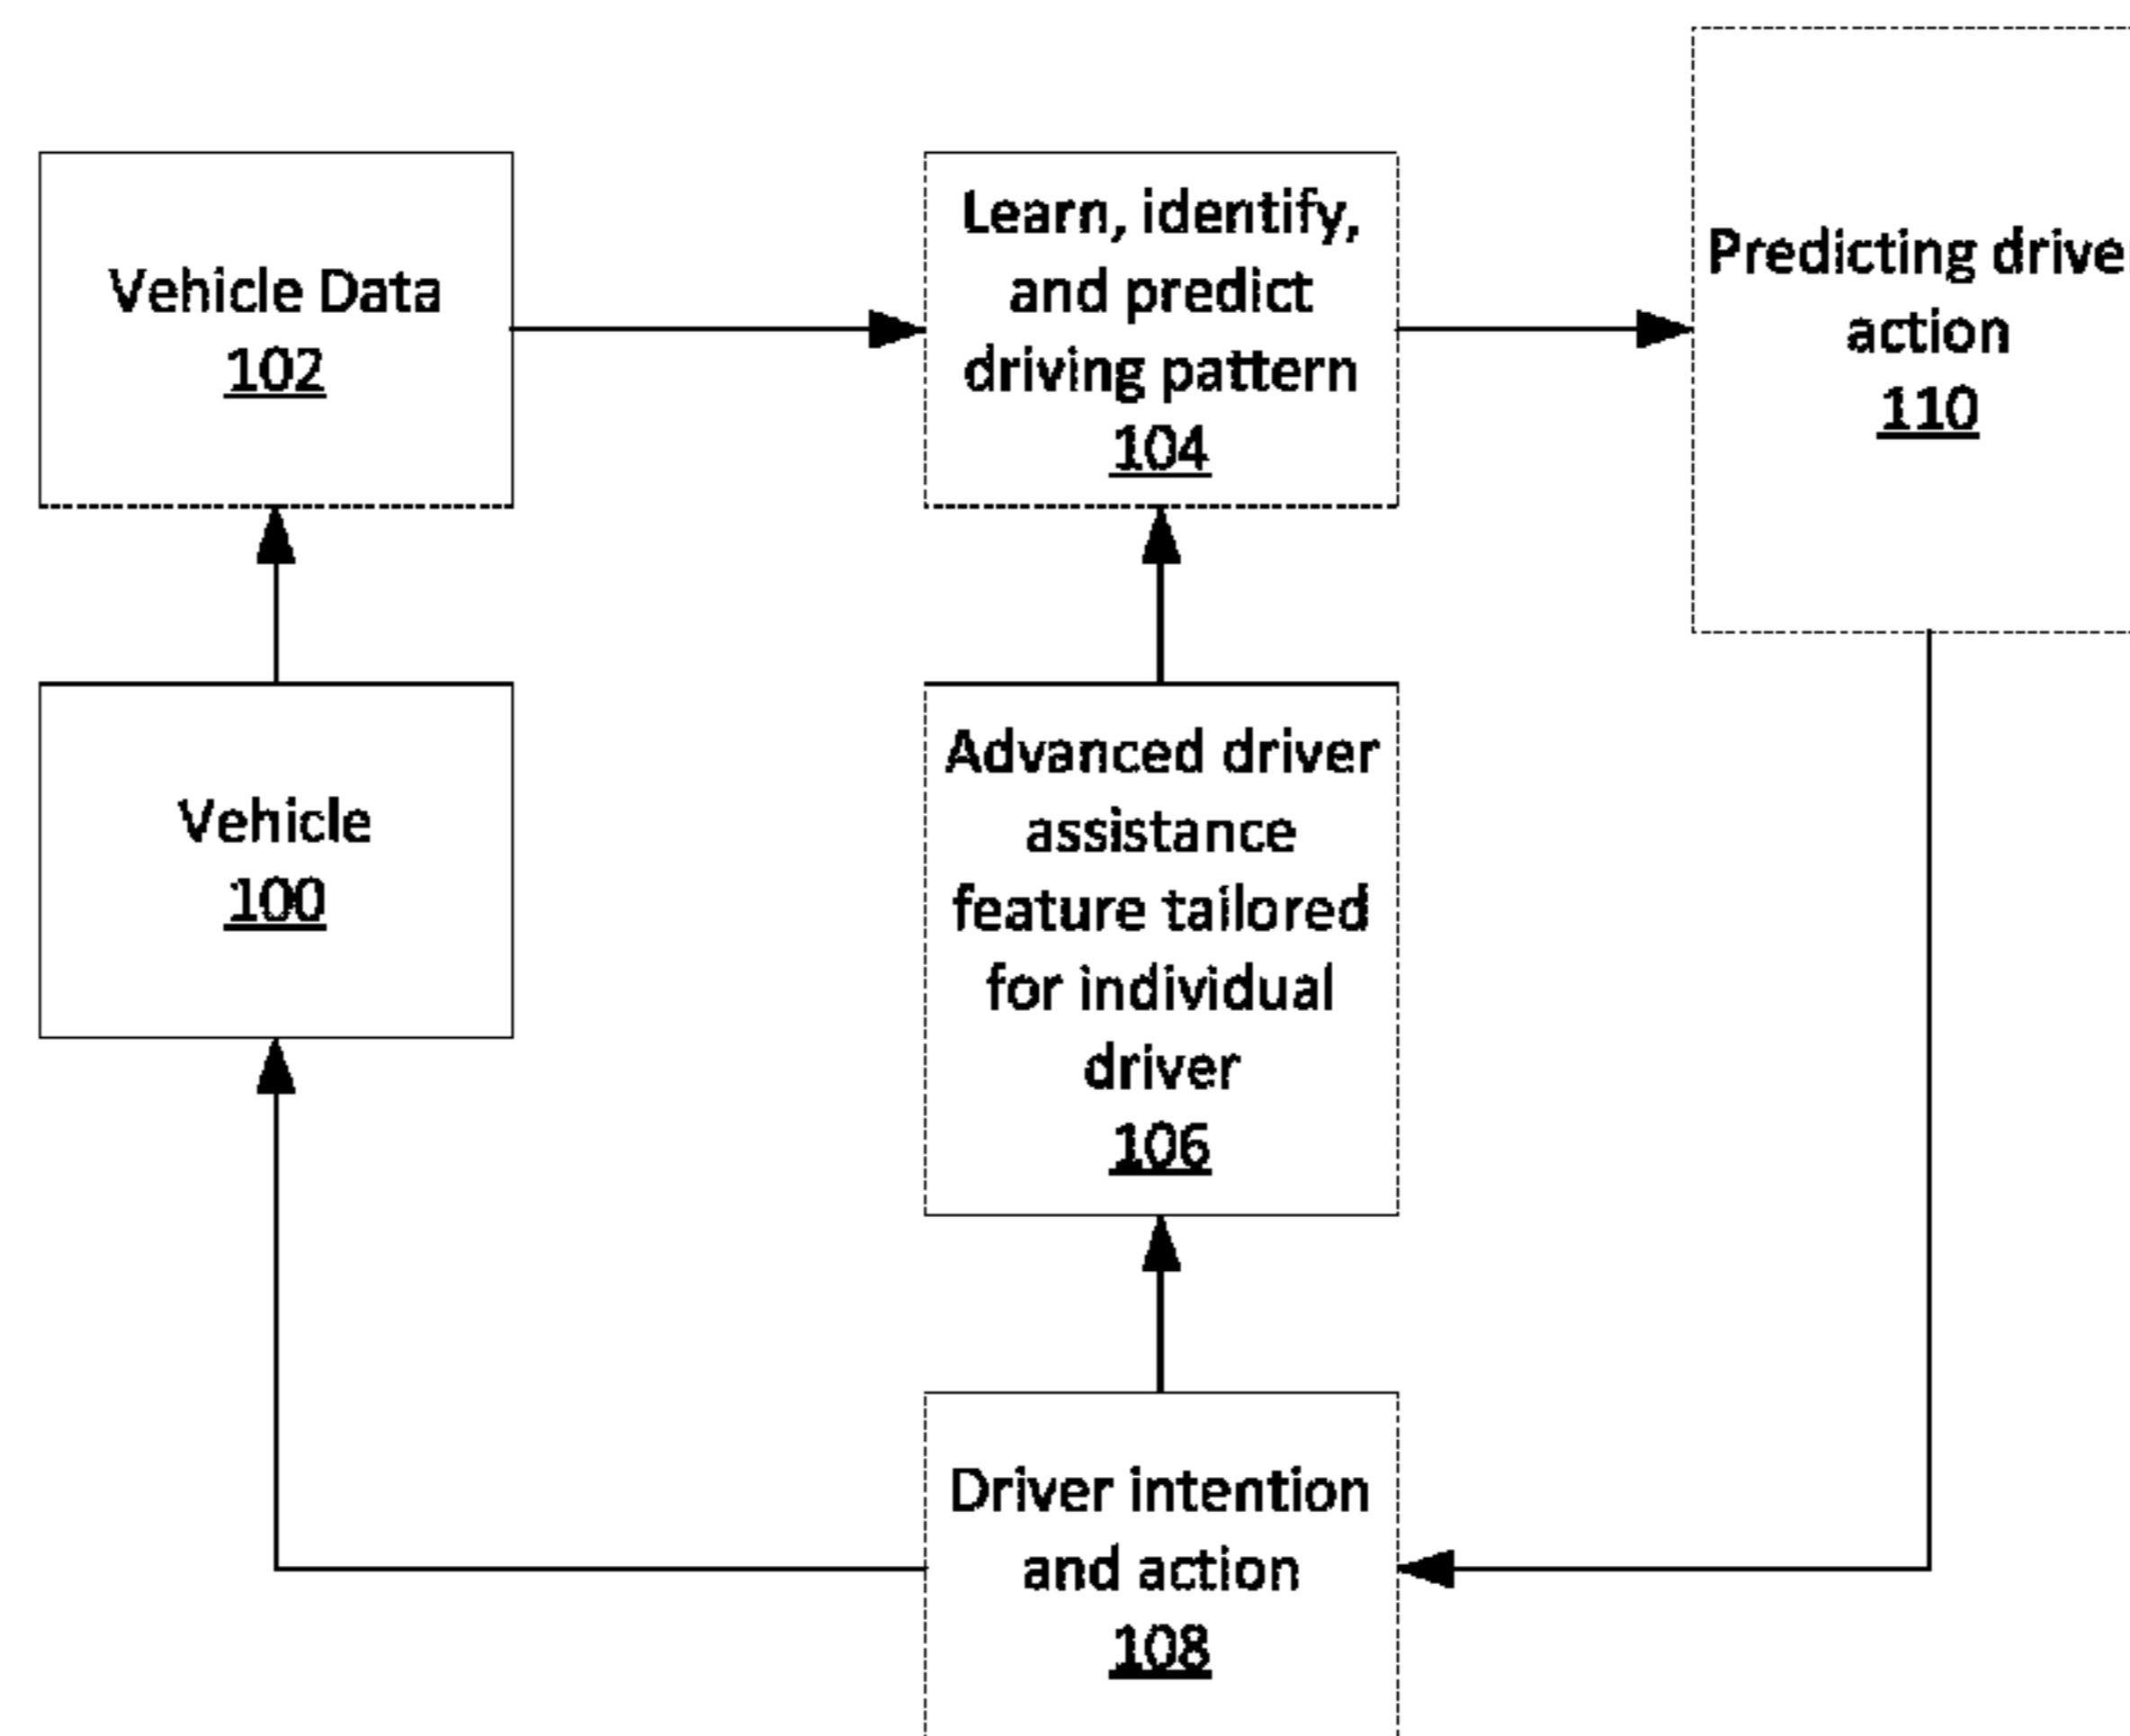 Vehicle Data
102
Learn, identify,
and predict
driving pattern
104
Predicting driver
action
110
Vehicle
100
Advanced driver
assistance
feature tailored
for individual
driver
106
Driver intention
and action
108